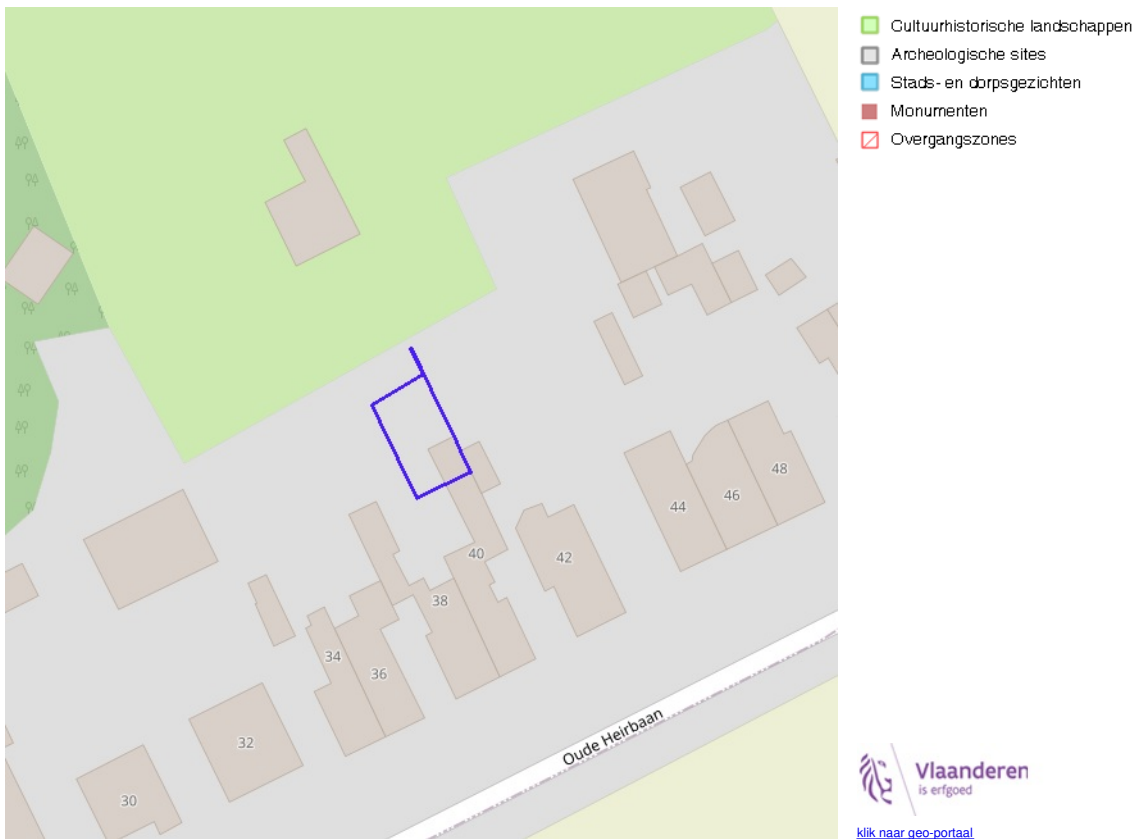 Cultuurhistorische landschappen
Archeologische sites
Stads- en dorpsgezichten
Monumenten
Overgangszones
48
46
44
42
40
38
34
36
32
30
Oude Heirbaan
Vlaanderen
is erfgoed
klik naar geo-portaal